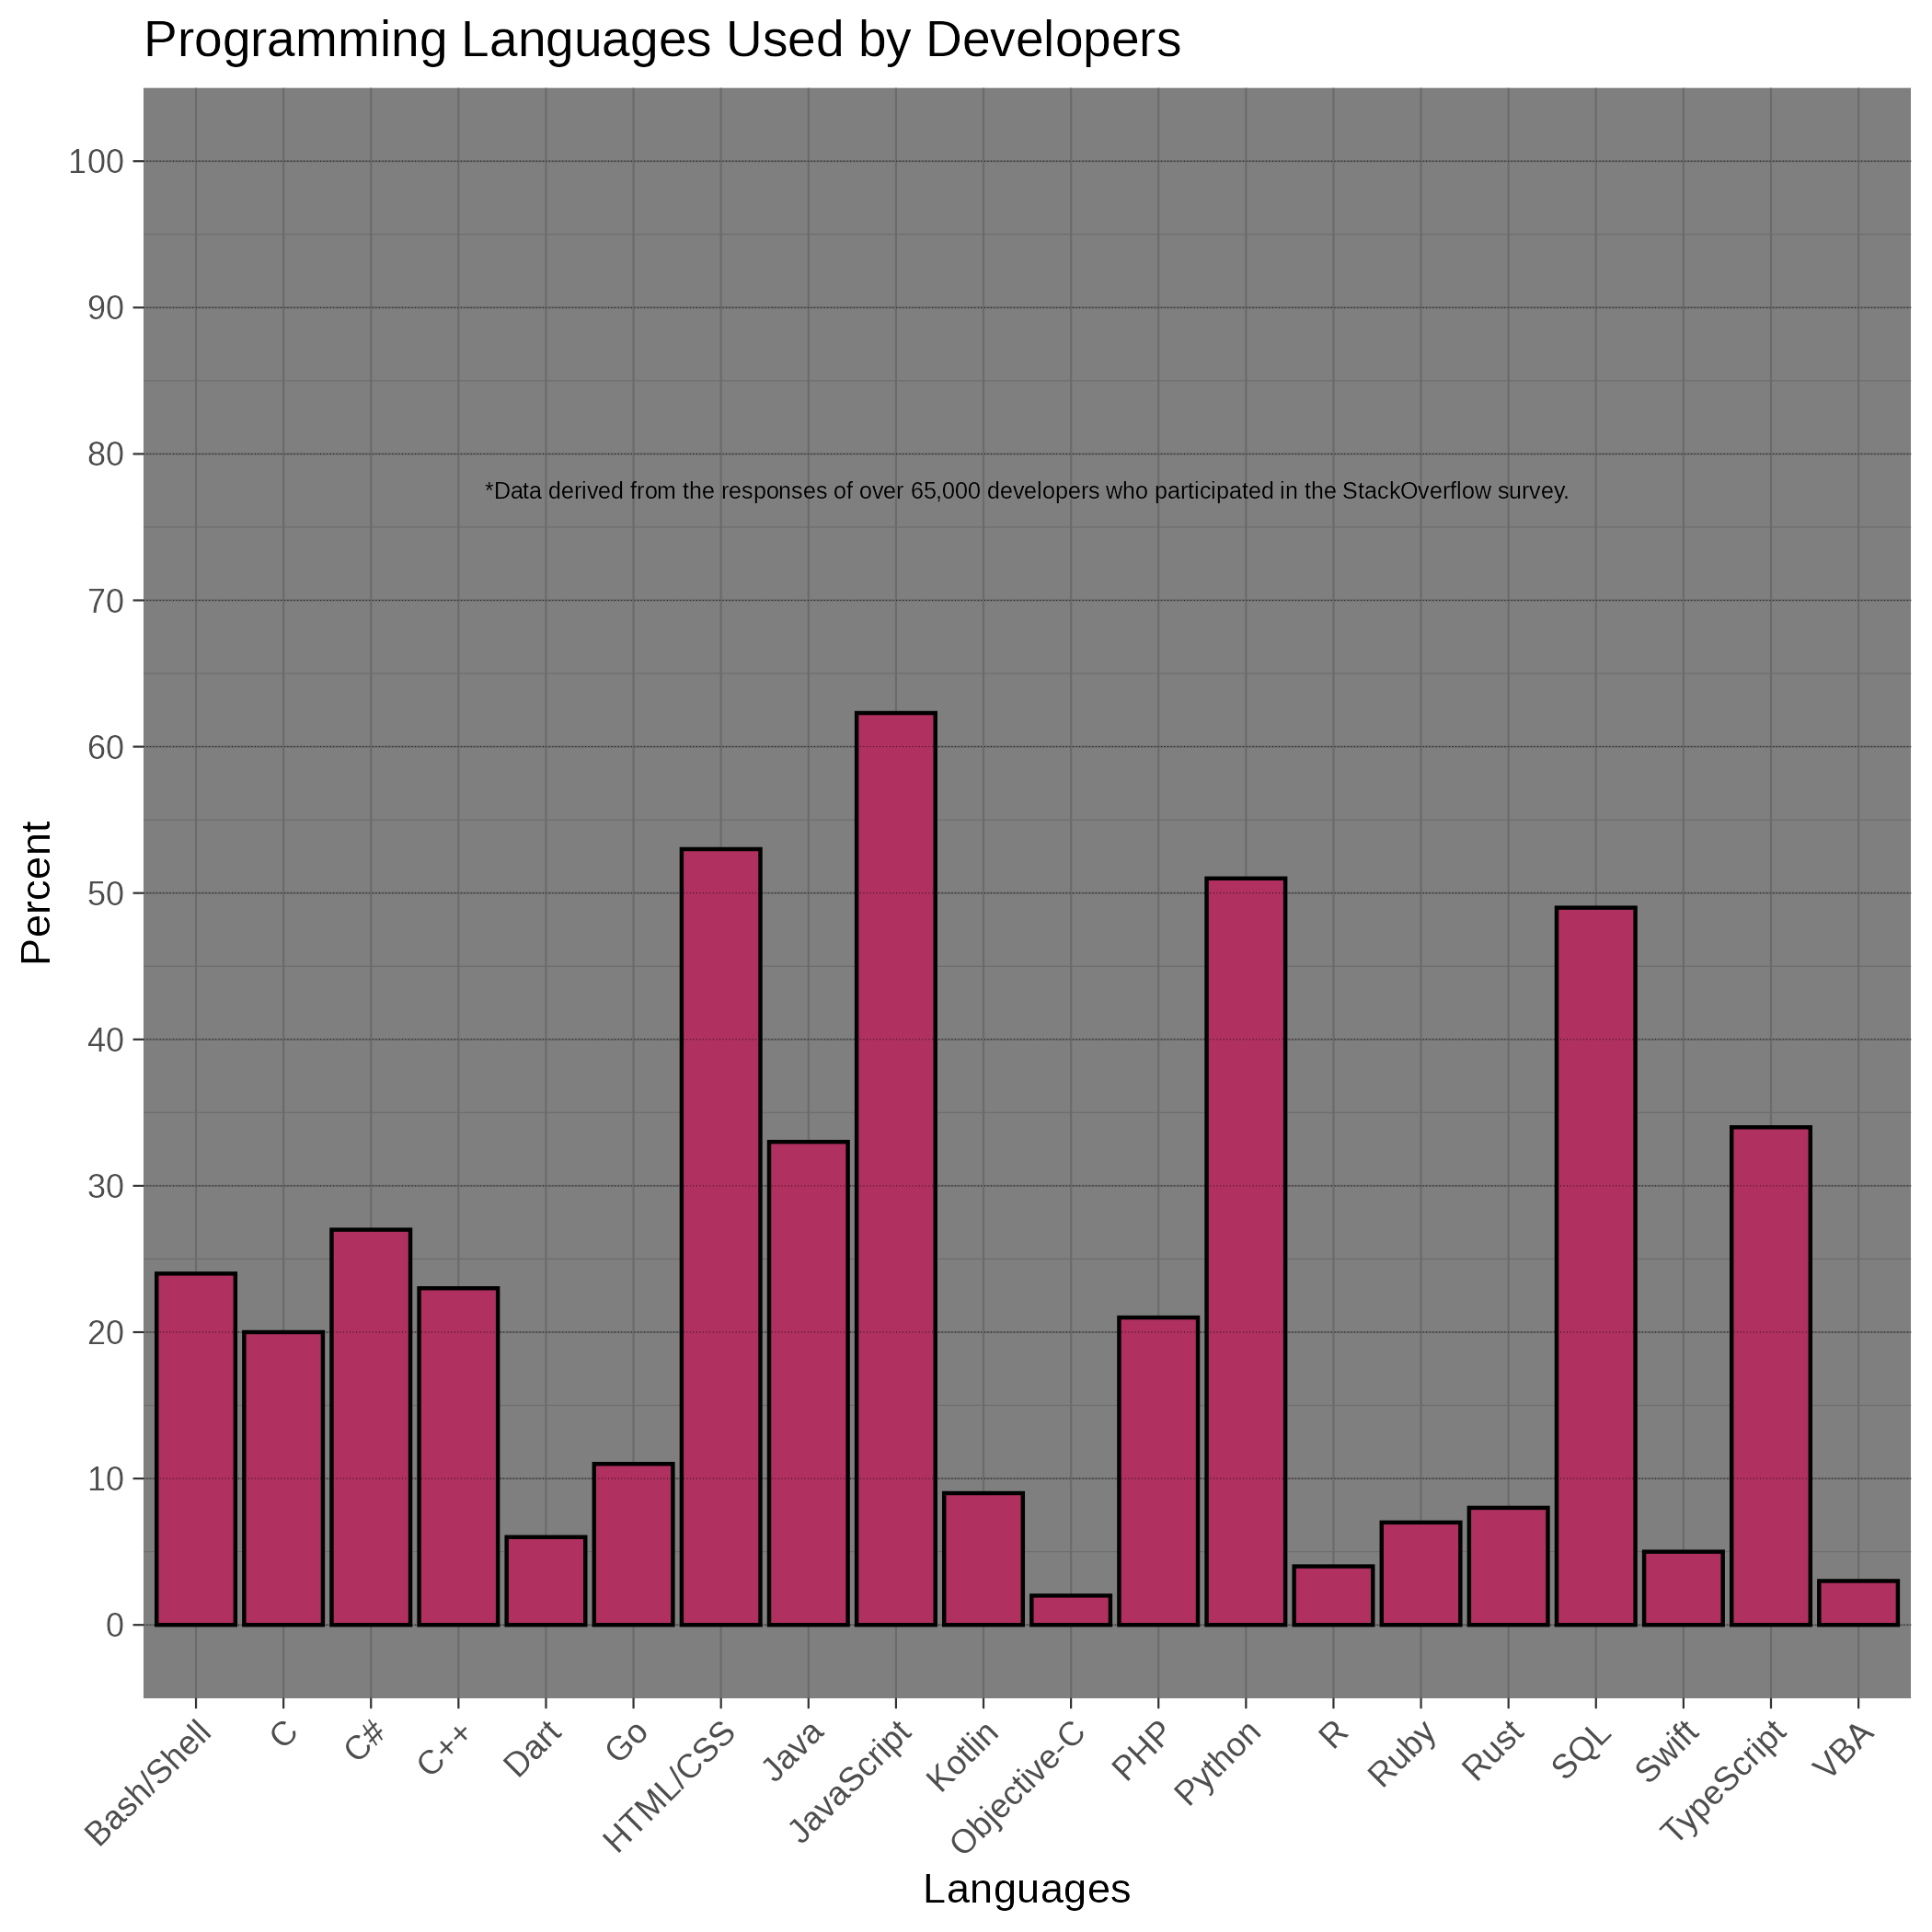 Programming Languages Used by Developers
100
90
80
*Data derived from the responses of over 65,000 developers who participated in the StackOverflow survey.
70
60
50
40
30
20
10
0
Percent
Bash/Shell
C
C#
C++
Dart
Go
HTML/CSS
Java
JavaScript
Kotlin
Objective-C
PHP
Python
R
Ruby
Rust
SQL
Swift
TypeScript
VBA
Languages